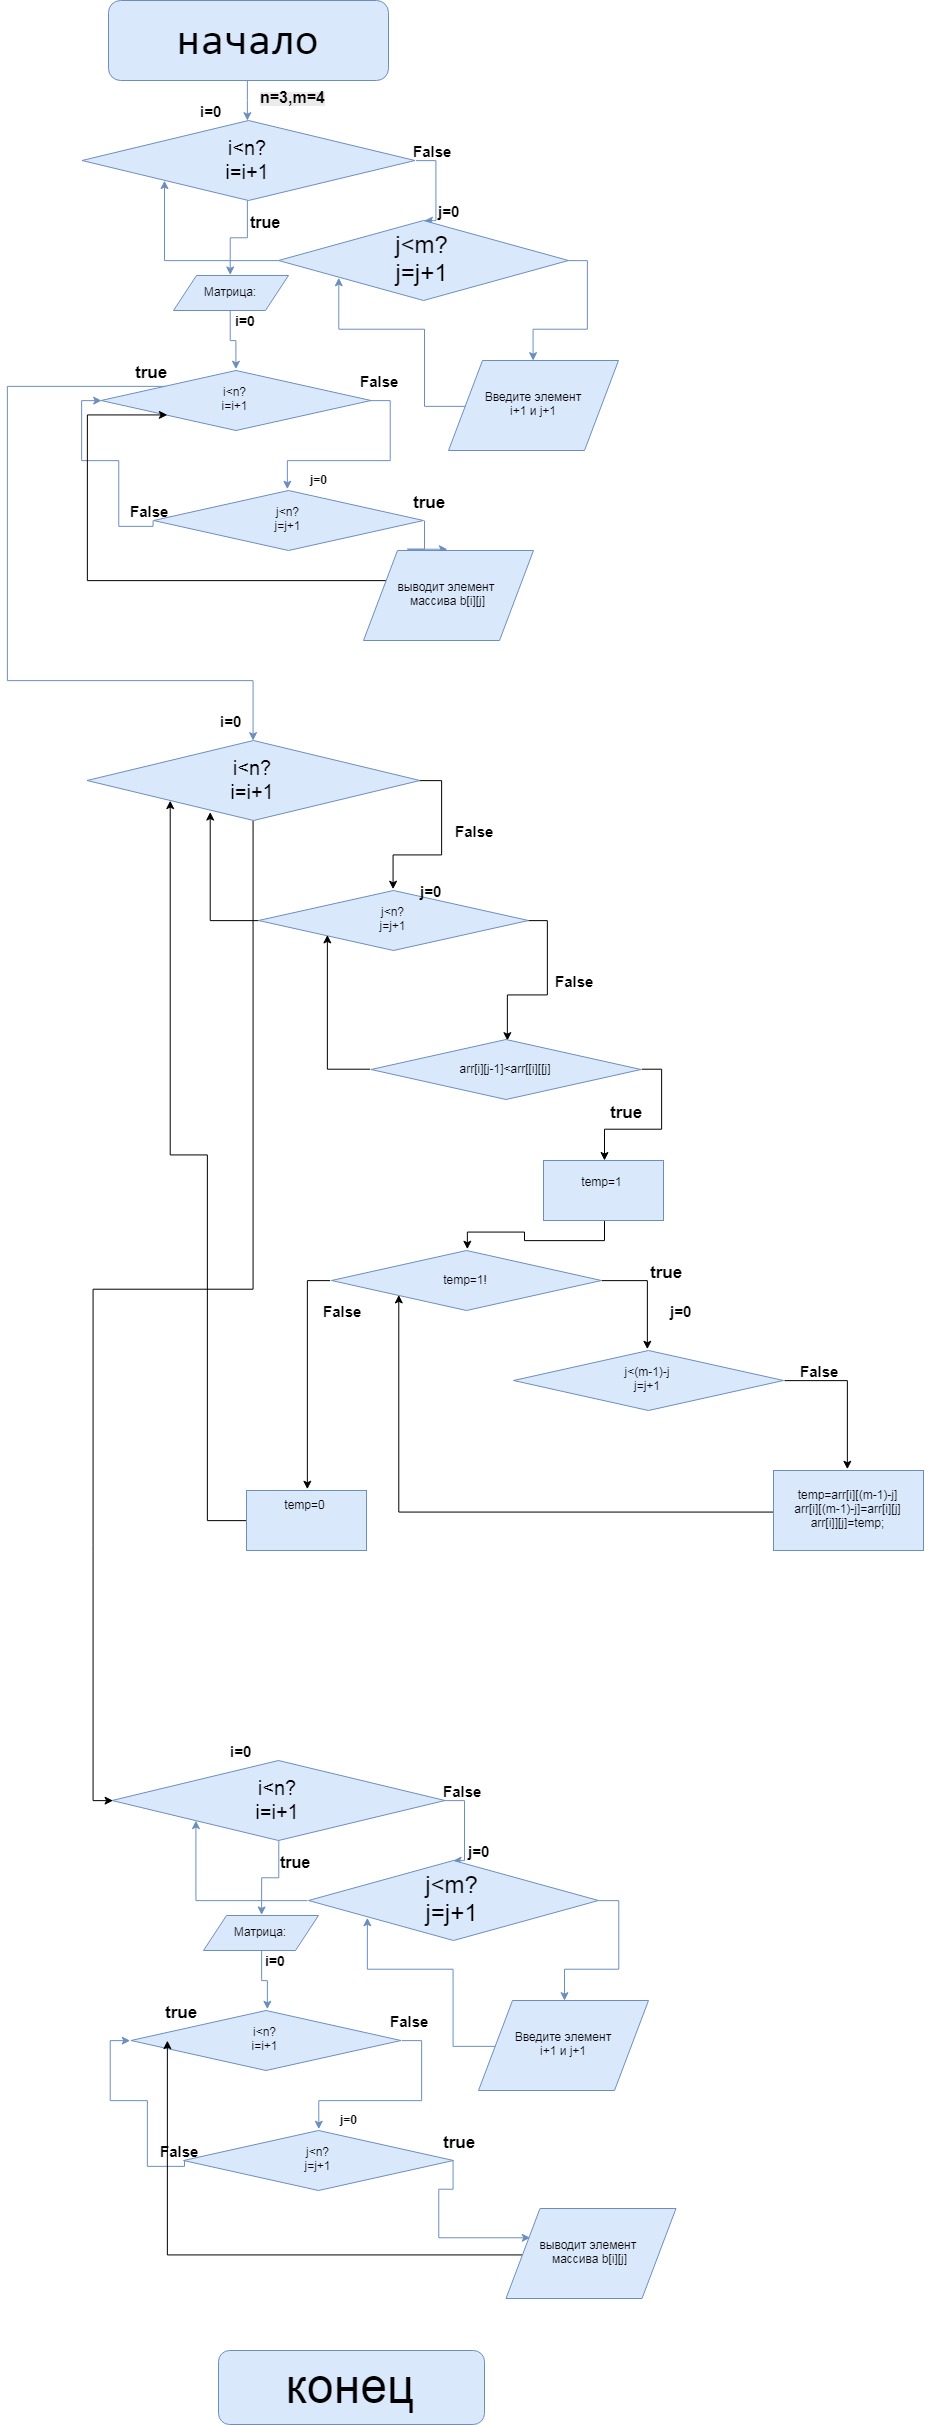 начало
n=3,m=4
i=0
i<n?
i=i+1
False
true
j=0
j<m?
j=j+1
Матрица:
i=0
Введите элемент
i+1 и j+1
true
i<n?
i=i+1
False
j=0
False
j<n?
j=j+1
true
выводит элемент
массива b[i][j]
i=0
i<n?
i=i+1
False
j=0
j<n?
j=j+1
False
arr[i][j-1]<arr[[i][[j]
true
temp=1
temp=1!
true
False
j=0
j<(m-1)-j
j=j+1
False
temp=arr[i][(m-1)-j]
arr[i][(m-1)-j]=arr[i][j]
arr[i]][j]=temp;
temp=0
i=0
i<n?
i=i+1
False
true
j=0
j<m?
j=j+1
Матрица:
i=0
Введите элемент
i+1 и j+1
true
i<n?
i=i+1
False
j=0
False
j<n?
j=j+1
true
выводит элемент
массива b[i][j]
конец